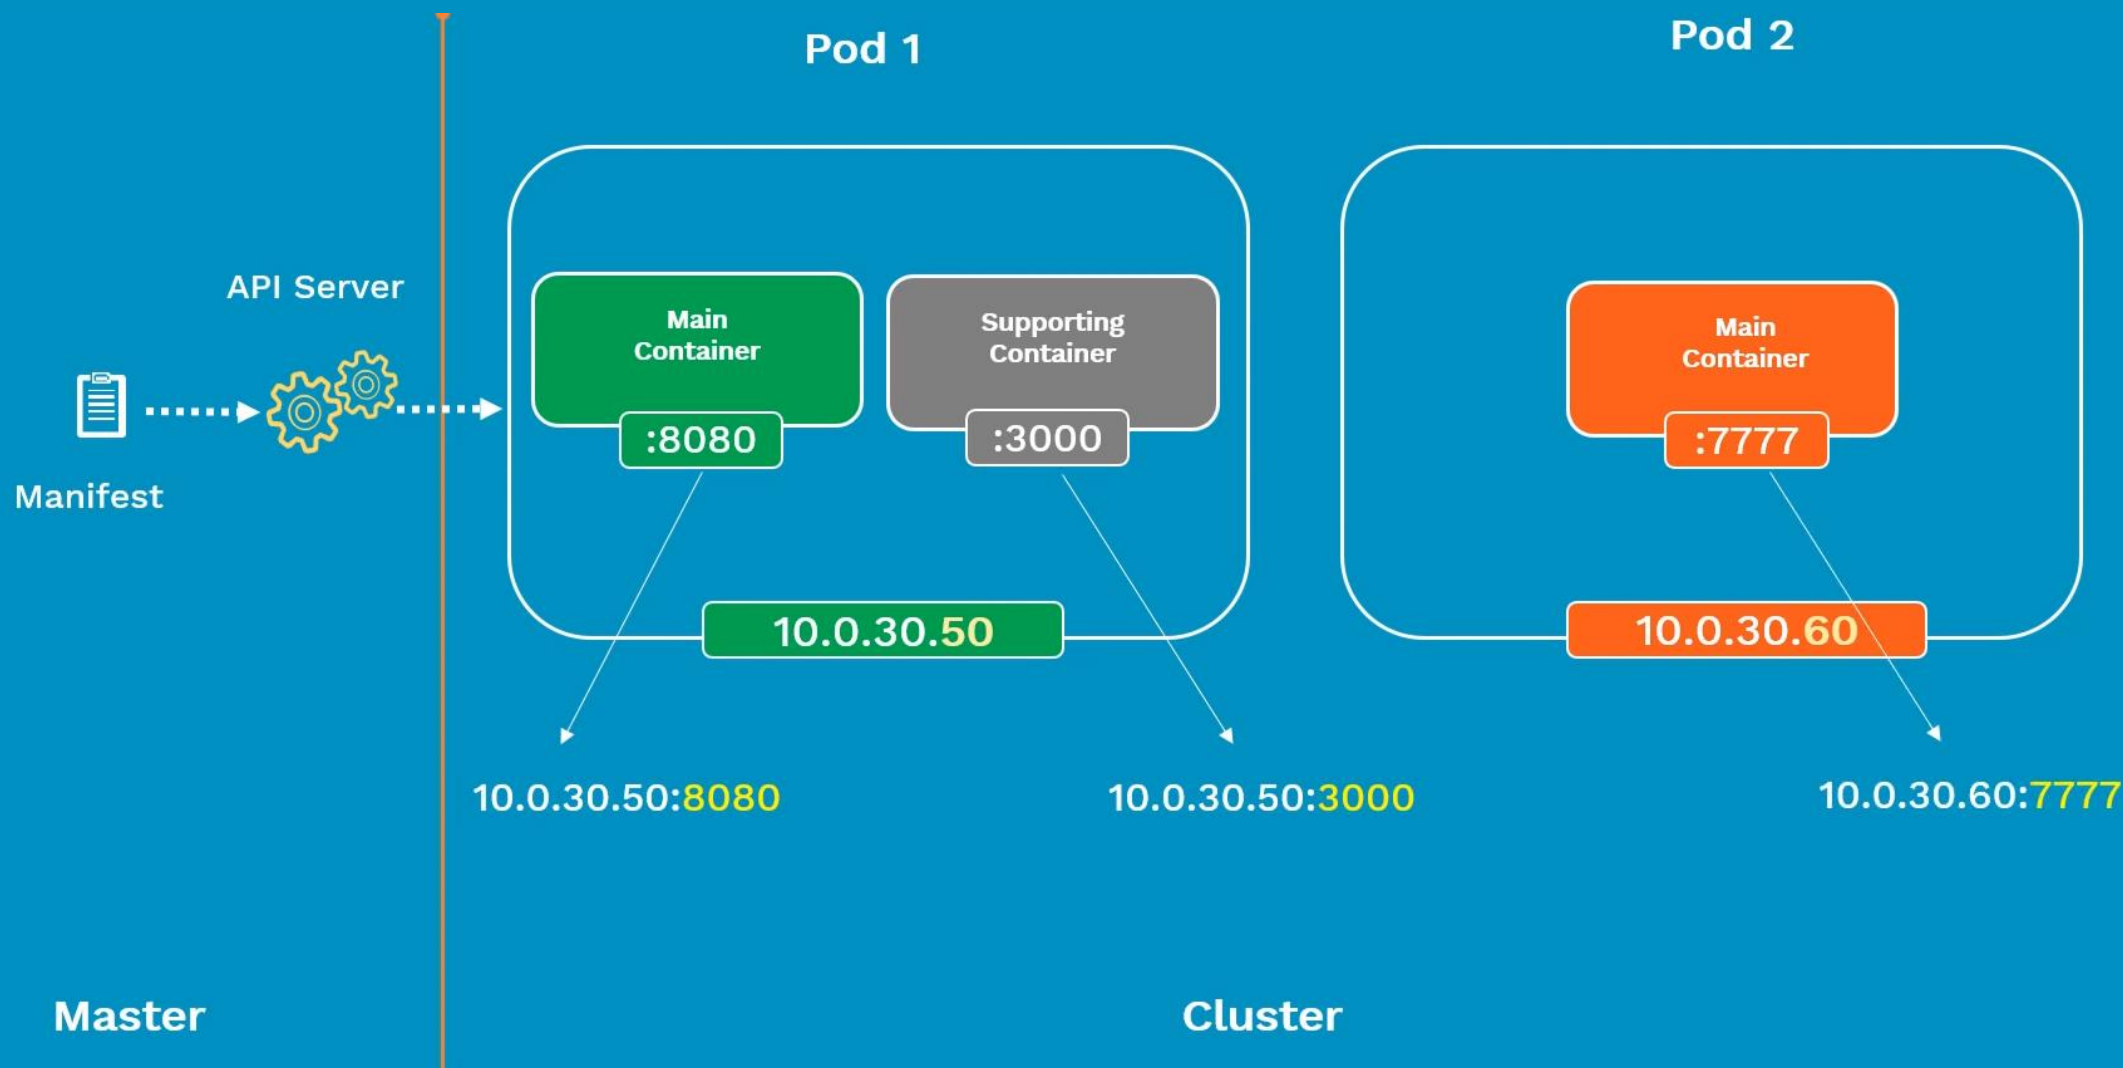 Pod 1
Pod 2
API Server
Manifest
Main
Container
:8080
Supporting
Container
:3000
Main
Container
:7777
10.0.30.50
10.0.30.60
10.0.30.50:8080
10.0.30.50:3000
10.0.30.60:7777
Master
Cluster